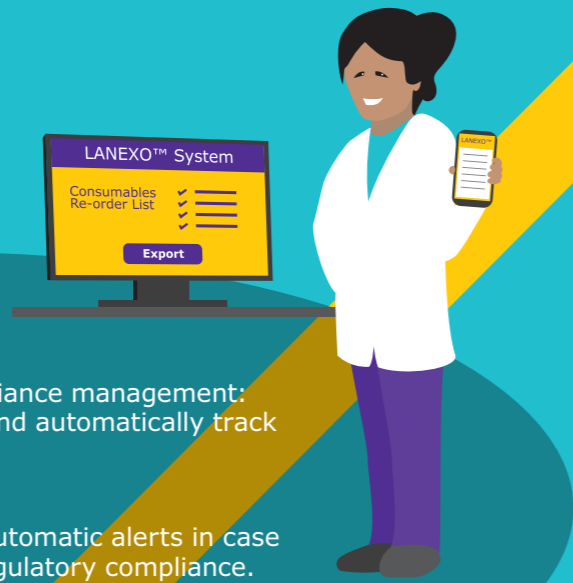 LANEXO™ System
Consumables
Re-order List
Export
LANEXO™
liance management:
nd automatically track
utomatic alerts in case
gulatory compliance.